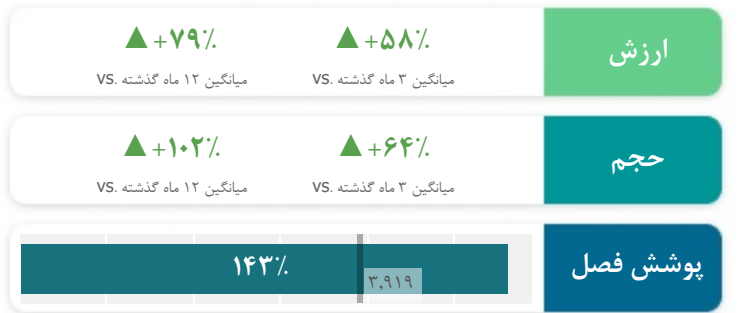 ارزش
▲+۵۸٪ ▲+۷۹٪
میانگین ۳ ماه گذشته .VS میانگین ۱۲ ماه گذشته .VS
حجم
▲+۶۴٪ ▲+۱۰۲٪
میانگین ۳ ماه گذشته .VS میانگین ۱۲ ماه گذشته .VS
پوشش فصل
۱۴۳٪
۳,۹۱۹